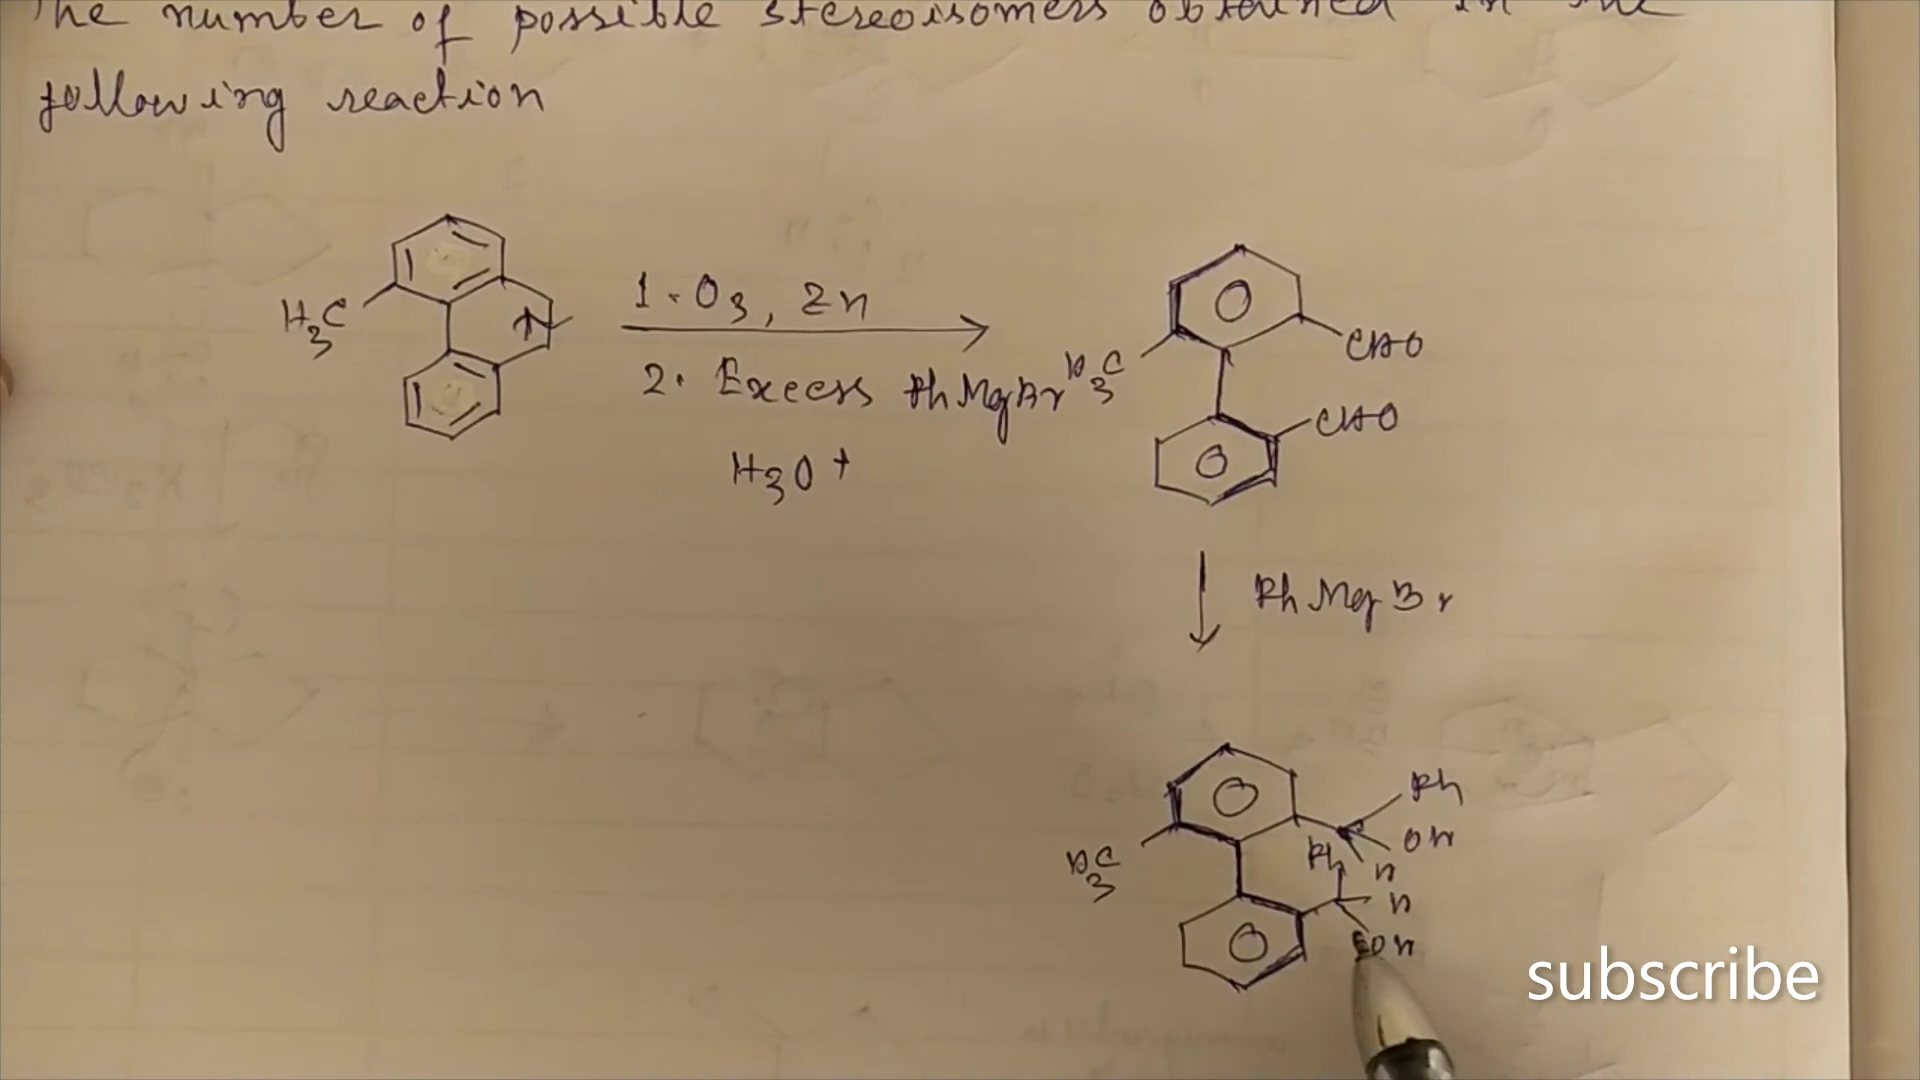 The number of possible stereoisomers obtained in the
following reaction
H3C
1. O3, Zn
2. Excess PhMgBr
H3O+
H3C
CHO
CHO
PhMgBr
Ph
OH
H
H3C
Ph
H
OH
subscribe